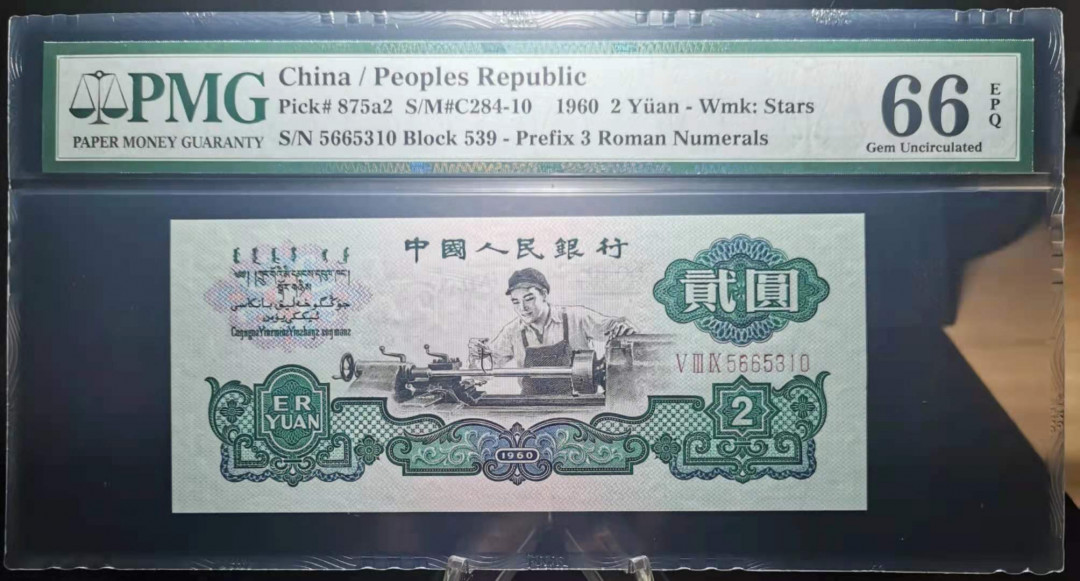 PMG
PAPER MONEY GUARANTY
China / Peoples Republic
Pick# 875a2 S/M#C284-10 1960 2 Yüan - Wmk: Stars
S/N 5665310 Block 539 - Prefix 3 Roman Numerals
66 EPQ
Gem Uncirculated
中國人民銀行
貳圓
V III IX 5665310
ER
YUAN
2
1960